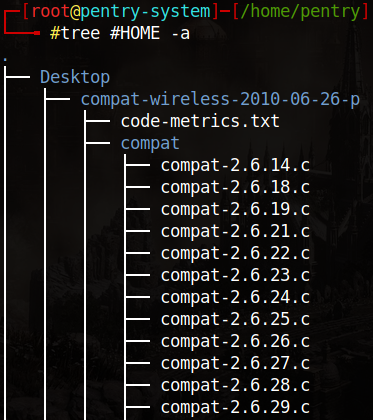 ┌─[root@pentry-system]─[/home/pentry]
└──╼ #tree #HOME -a
.
├── Desktop
│   ├── compat-wireless-2010-06-26-p
│   │   ├── code-metrics.txt
│   │   ├── compat
│   │   │   ├── compat-2.6.14.c
│   │   │   ├── compat-2.6.18.c
│   │   │   ├── compat-2.6.19.c
│   │   │   ├── compat-2.6.21.c
│   │   │   ├── compat-2.6.22.c
│   │   │   ├── compat-2.6.23.c
│   │   │   ├── compat-2.6.24.c
│   │   │   ├── compat-2.6.25.c
│   │   │   ├── compat-2.6.26.c
│   │   │   ├── compat-2.6.27.c
│   │   │   ├── compat-2.6.28.c
│   │   │   ├── compat-2.6.29.c